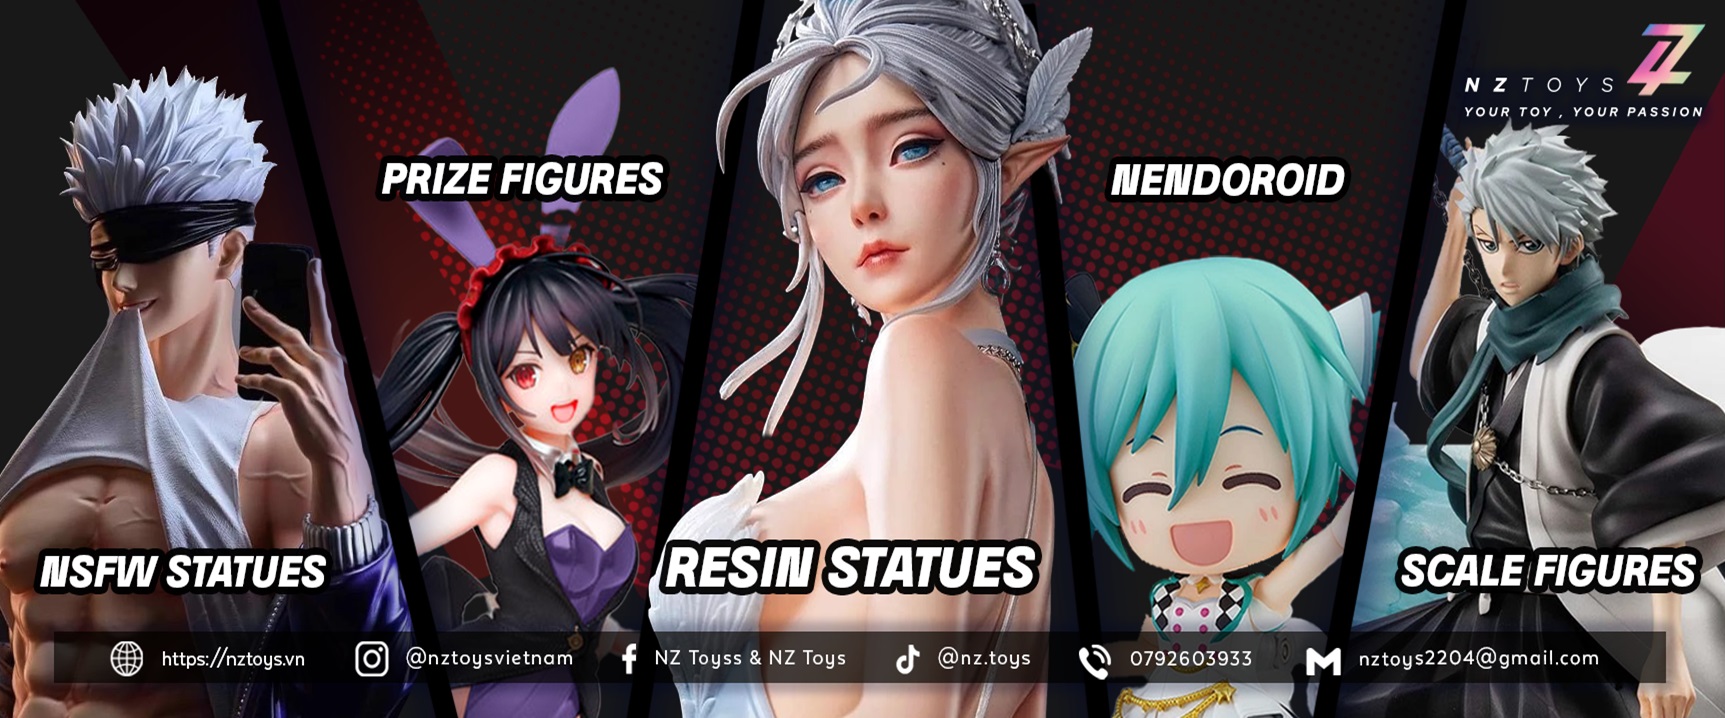 NZTOYS
YOUR TOY , YOUR PASSION
PRIZE FIGURES
NENDOROID
NSFW STATUES
RESIN STATUES
SCALE FIGURES
https://nztoys.vn
@nztoysvietnam
NZ Toyss & NZ Toys
@nz.toys
0792603933
nztoys2204@gmail.com